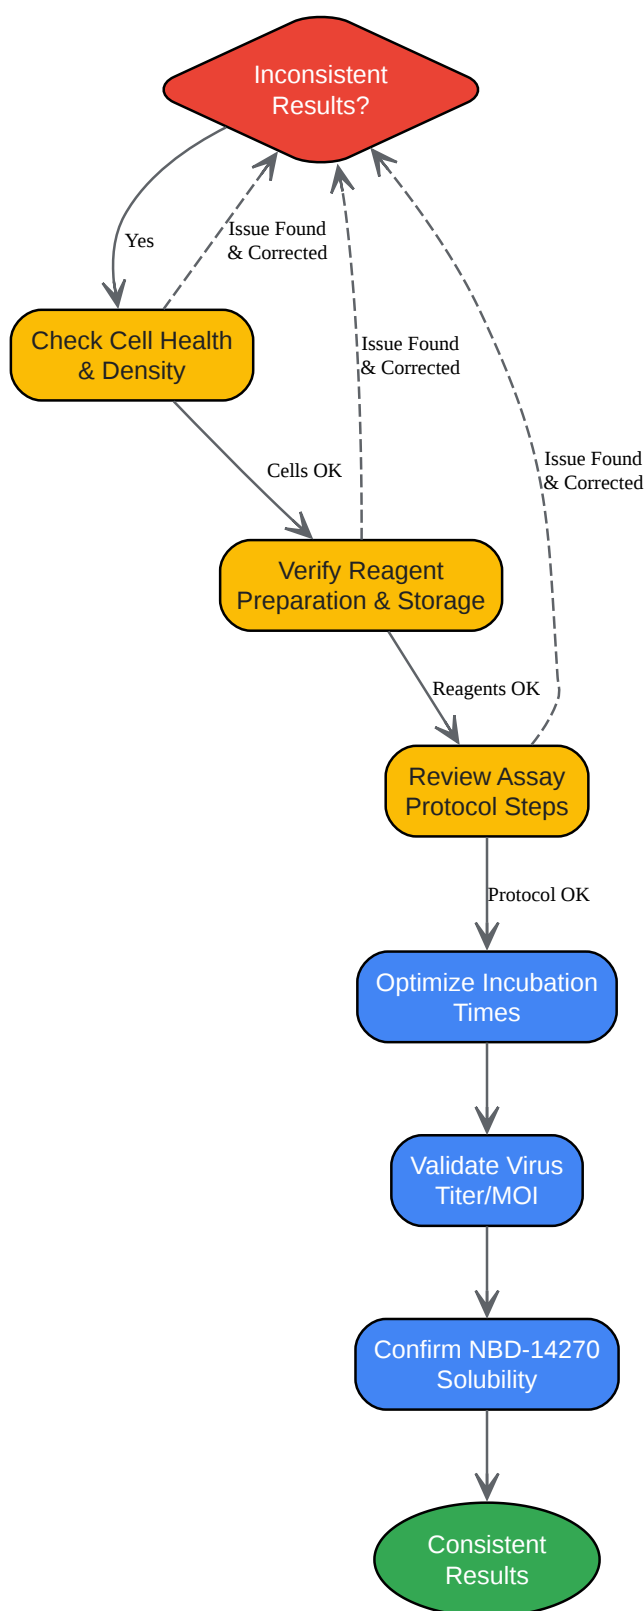 Inconsistent
Results?
Yes
Issue Found
& Corrected
Check Cell Health
& Density
Issue Found
& Corrected
Cells OK
Issue Found
& Corrected
Verify Reagent
Preparation & Storage
Reagents OK
Review Assay
Protocol Steps
Protocol OK
Optimize Incubation
Times
Validate Virus
Titer/MOI
Confirm NBD-14270
Solubility
Consistent
Results